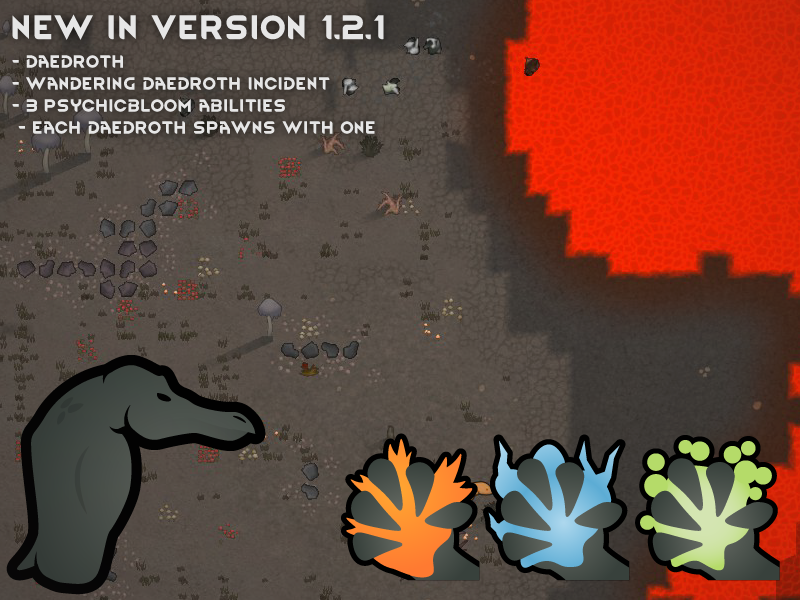 NEW IN VERSION 1.2.1
- DAEDROTH
- WANDERING DAEDROTH INCIDENT
- 3 PSYCHICBLOOM ABILITIES
- EACH DAEDROTH SPAWNS WITH ONE